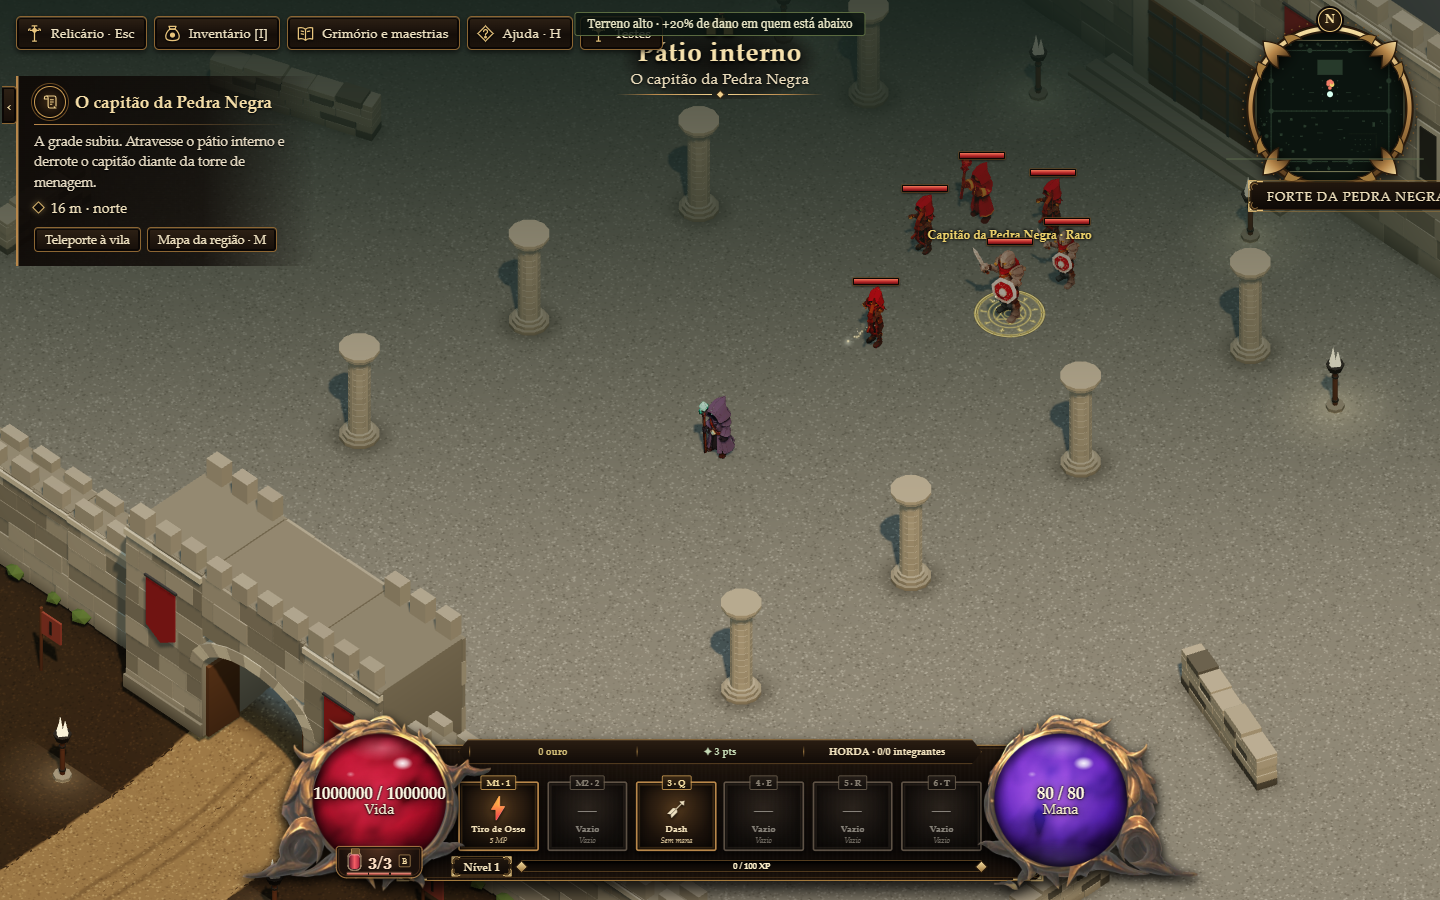 Relicário · Esc
Inventário [I]
Grimório e maestrias
Ajuda · H
Testes
Terreno alto · +20% de dano em quem está abaixo
Pátio interno
O capitão da Pedra Negra
N
FORTE DA PEDRA NEGRA
O capitão da Pedra Negra
A grade subiu. Atravesse o pátio interno e
derrote o capitão diante da torre de
menagem.
16 m · norte
Teleporte à vila
Mapa da região · M
Capitão da Pedra Negra · Raro
0 ouro
3 pts
HORDA · 0/0 integrantes
1000000 / 1000000
Vida
3/3
B
M1 · 1
Tiro de Osso
5 MP
M2 · 2
Vazio
Vazio
3 · Q
Dash
Sem mana
4 · E
Vazio
Vazio
5 · R
Vazio
Vazio
6 · T
Vazio
Vazio
80 / 80
Mana
Nível 1
0 / 100 XP